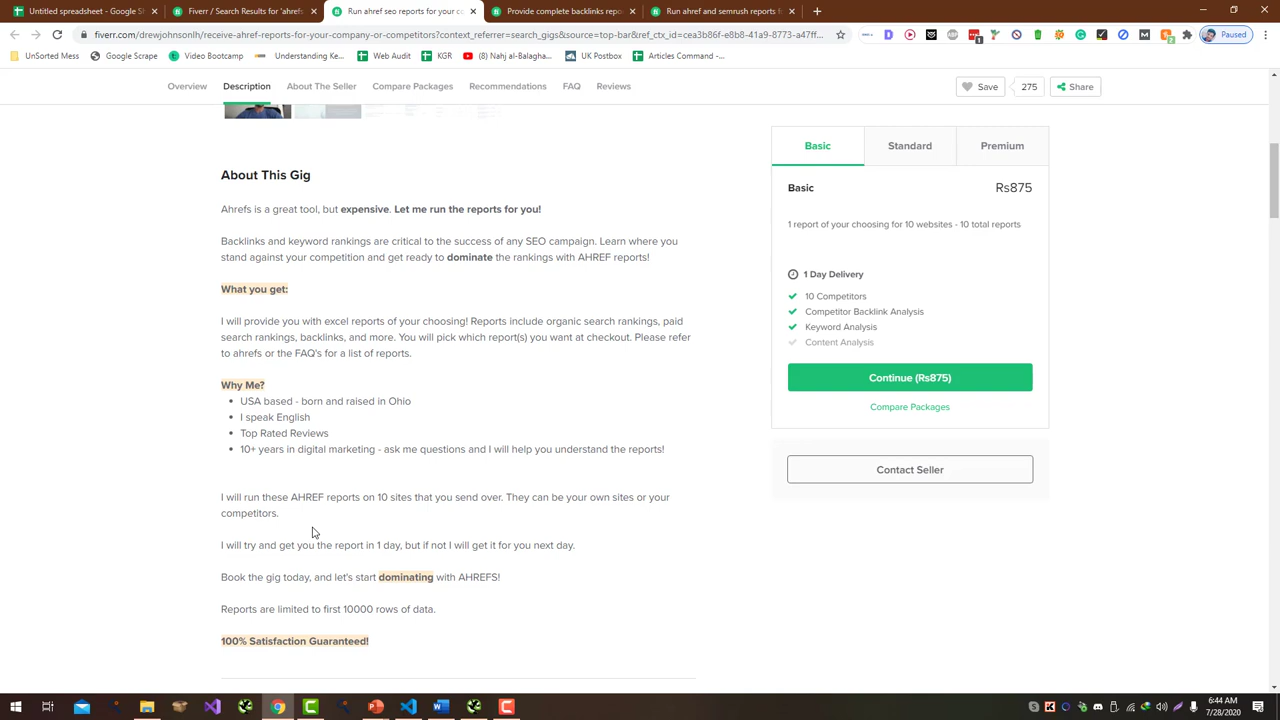 Untitled spreadsheet - Google Sh
Fiverr / Search Results for 'ahrefs
Run ahref seo reports for your co
Provide complete backlinks repo
Run ahref and semrush reports f
fiverr.com/drewjohnsonlh/receive-ahref-reports-for-your-company-or-competitors?context_referrer=search_gigs&source=top-bar&ref_ctx_id=cea3b86f-e8b8-41a9-8773-a47ff...
Paused
UnSorted Mess
Google Scrape
Video Bootcamp
Understanding Ke...
Web Audit
KGR
(8) Nahj al-Balagha...
UK Postbox
Articles Command -...
Overview
Description
About The Seller
Compare Packages
Recommendations
FAQ
Reviews
Save
275
Share
About This Gig
Ahrefs is a great tool, but expensive. Let me run the reports for you!
Backlinks and keyword rankings are critical to the success of any SEO campaign. Learn where you
stand against your competition and get ready to dominate the rankings with AHREF reports!
What you get:
I will provide you with excel reports of your choosing! Reports include organic search rankings, paid
search rankings, backlinks, and more. You will pick which report(s) you want at checkout. Please refer
to ahrefs or the FAQ's for a list of reports.
Why Me?
• USA based - born and raised in Ohio
• I speak English
• Top Rated Reviews
• 10+ years in digital marketing - ask me questions and I will help you understand the reports!
I will run these AHREF reports on 10 sites that you send over. They can be your own sites or your
competitors.
I will try and get you the report in 1 day, but if not I will get it for you next day.
Book the gig today, and let's start dominating with AHREFS!
Reports are limited to first 10000 rows of data.
100% Satisfaction Guaranteed!
Basic
Standard
Premium
Basic
Rs875
1 report of your choosing for 10 websites - 10 total reports
1 Day Delivery
10 Competitors
Competitor Backlink Analysis
Keyword Analysis
Content Analysis
Continue (Rs875)
Compare Packages
Contact Seller
6:44 AM
7/28/2020